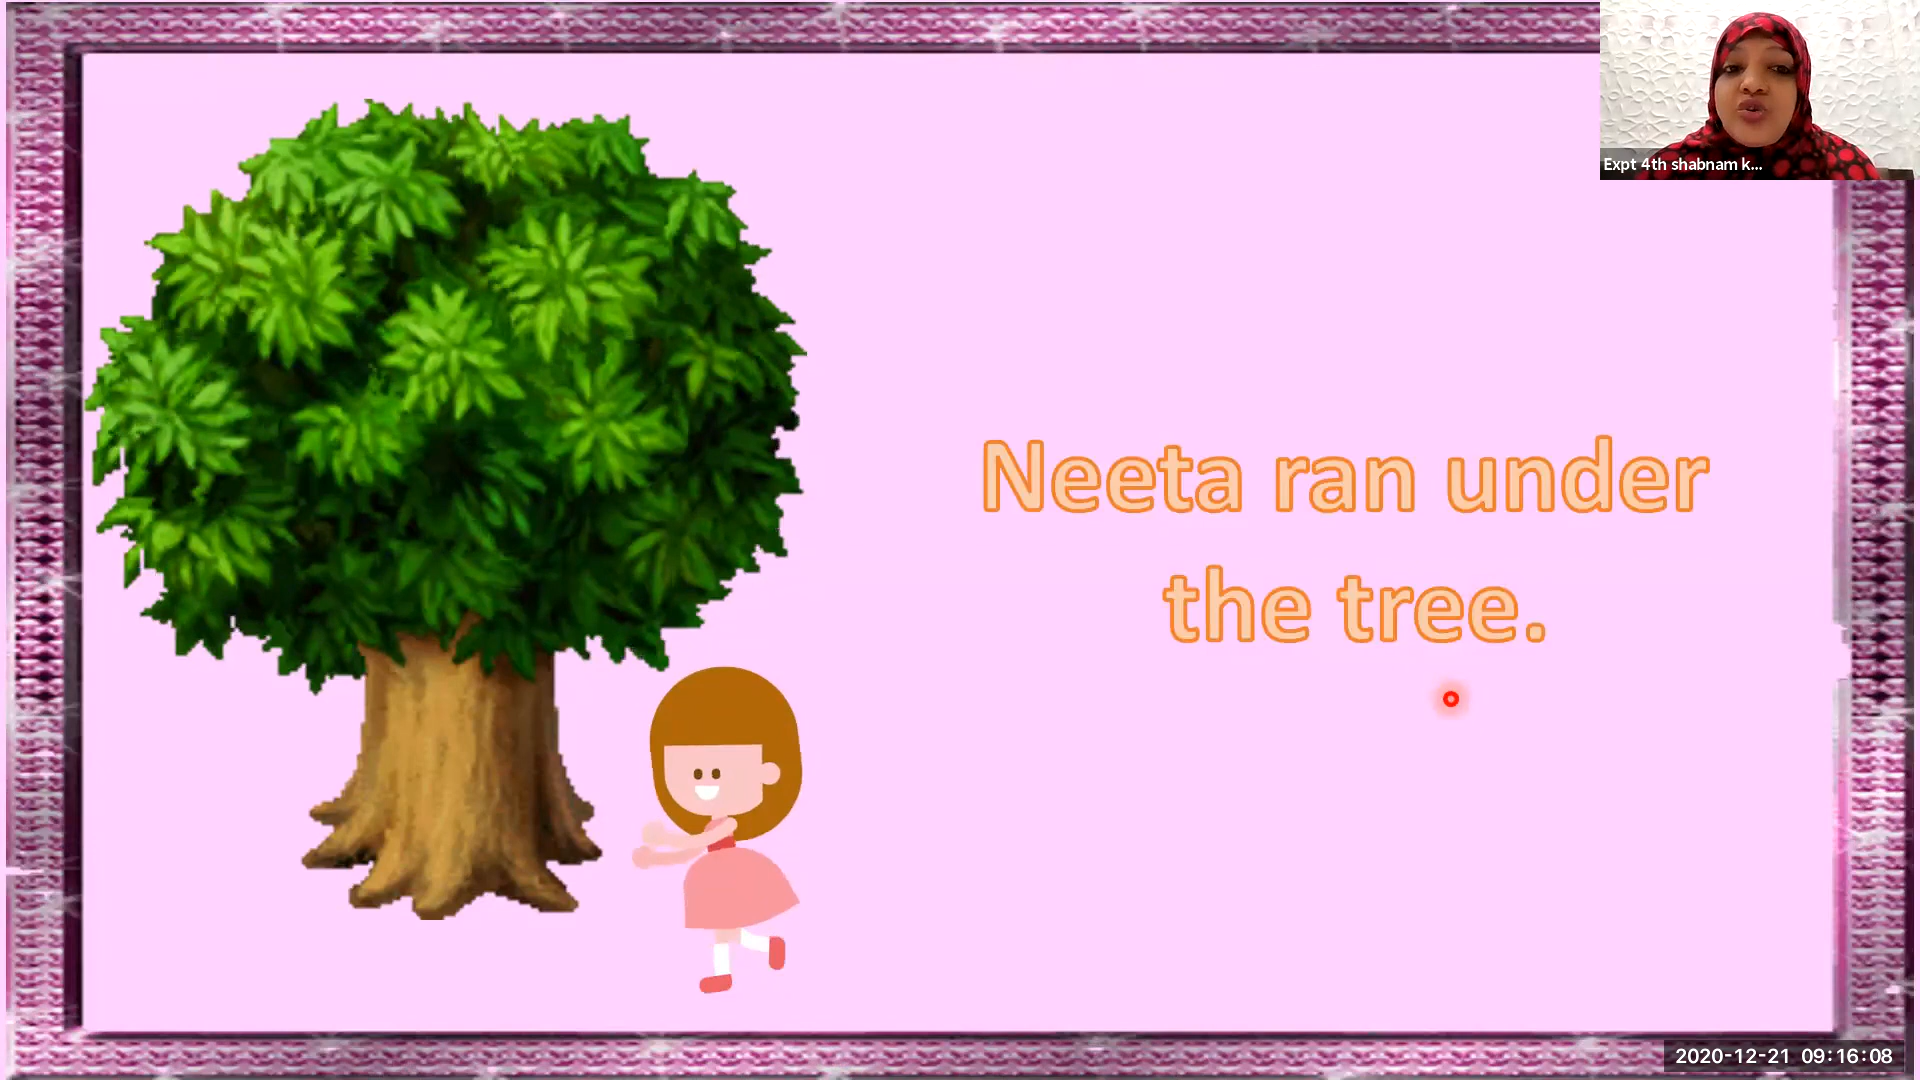 Expt 4th shabnam k...
Neeta ran under
the tree.
2020-12-21 09:16:08